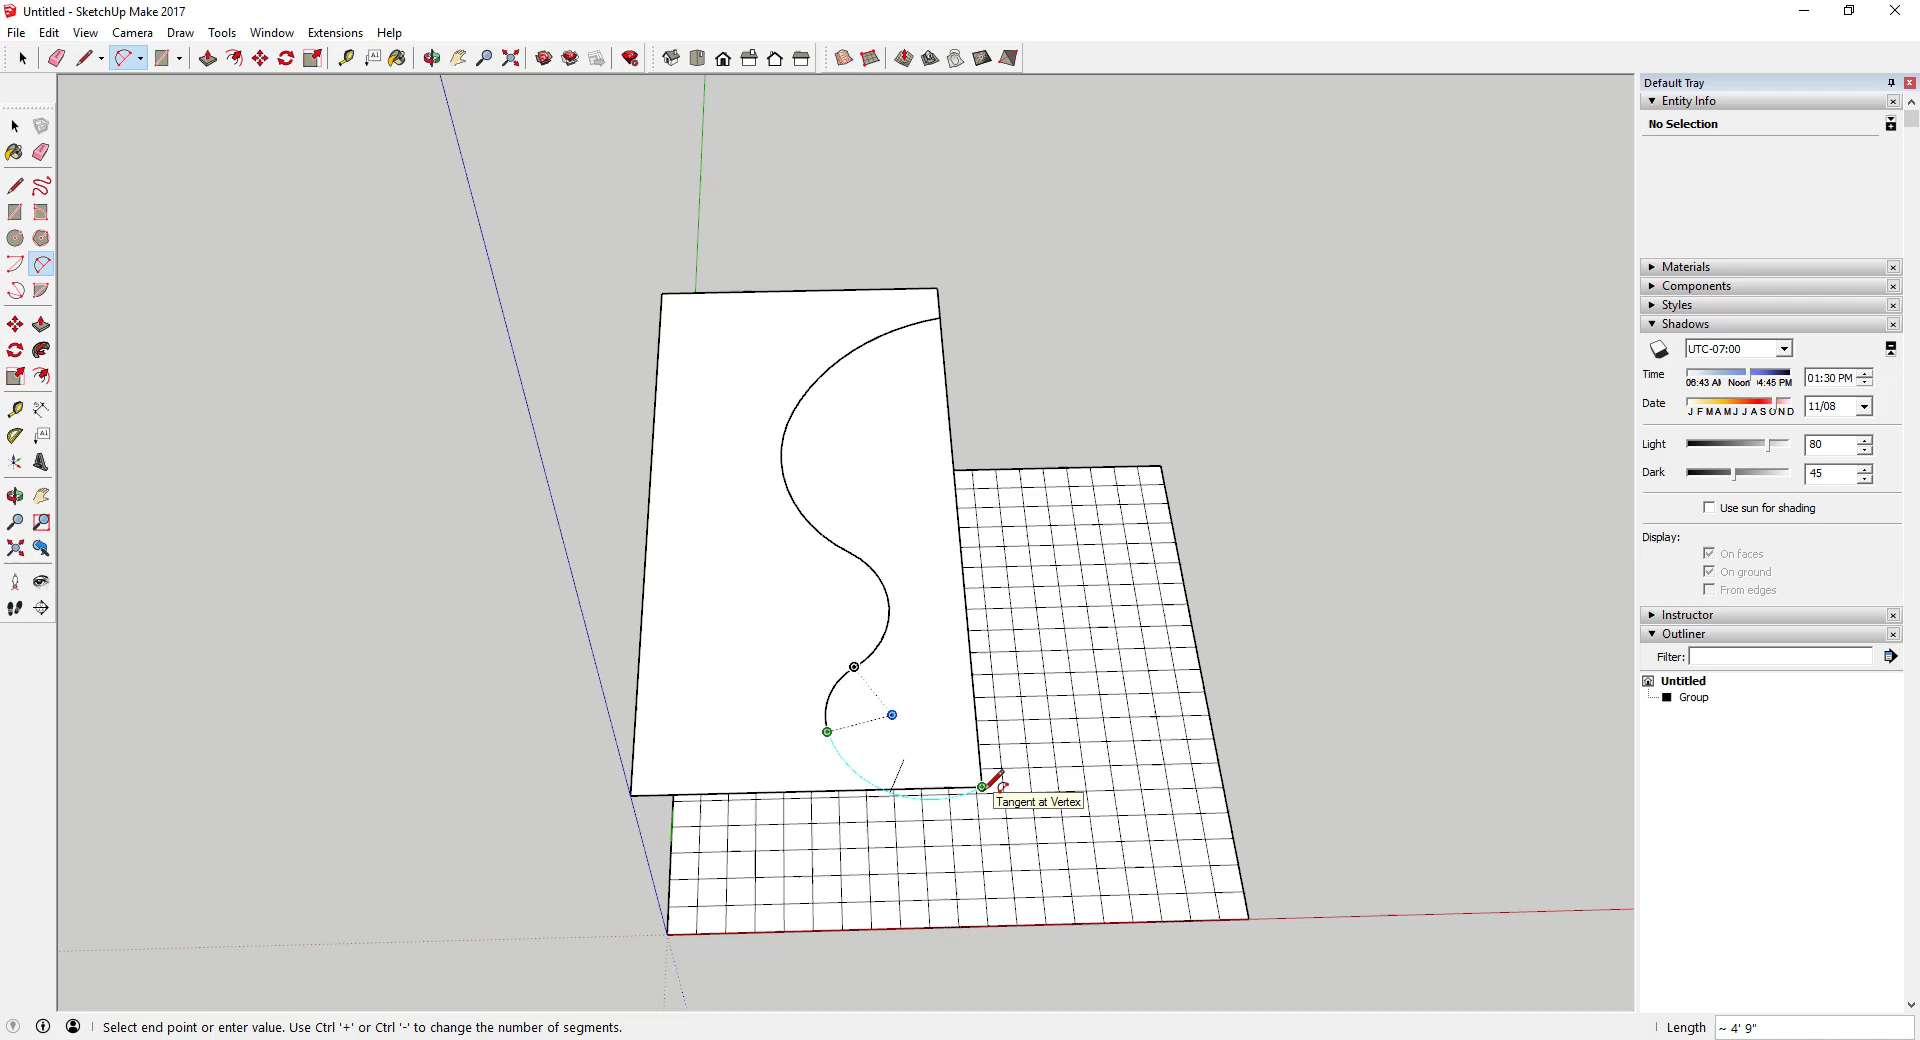 Untitled - SketchUp Make 2017
File Edit View Camera Draw Tools Window Extensions Help
Default Tray
Entity Info
No Selection
Materials
Components
Styles
Shadows
UTC-07:00
Time
06:43 AM Noon 04:45 PM
01:30 PM
Date
J F M A M J J A S O N D
11/08
Light
80
Dark
45
Use sun for shading
Display:
On faces
On ground
From edges
Instructor
Outliner
Filter:
Untitled
Group
Tangent at Vertex
Select end point or enter value. Use Ctrl '+' or Ctrl '-' to change the number of segments.
Length ~ 4' 9"